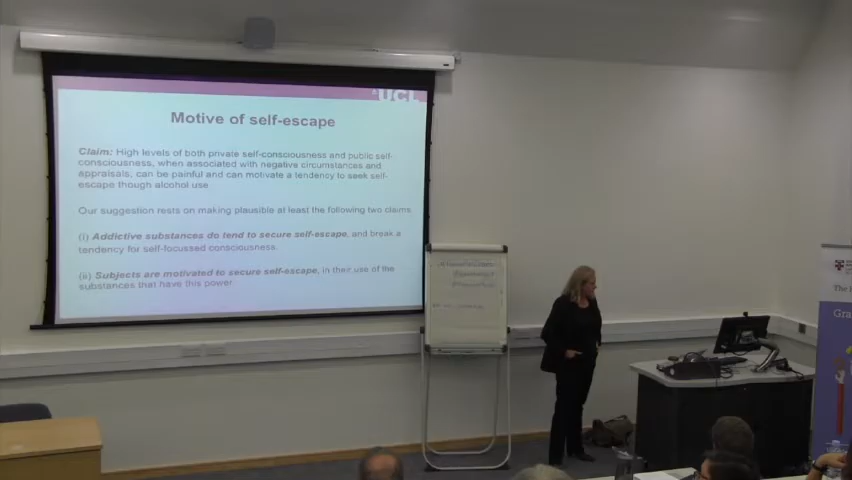 UCL
Motive of self-escape
Claim: High levels of both private self-consciousness and public self-
consciousness, when associated with negative circumstances and
appraisals, can be painful and can motivate a tendency to seek self-
escape though alcohol use.
Our suggestion rests on making plausible at least the following two claims.
(i) Addictive substances do tend to secure self-escape, and break a
tendency for self-focussed consciousness.
(ii) Subjects are motivated to secure self-escape, in their use of the
substances that have this power.
The
Gra